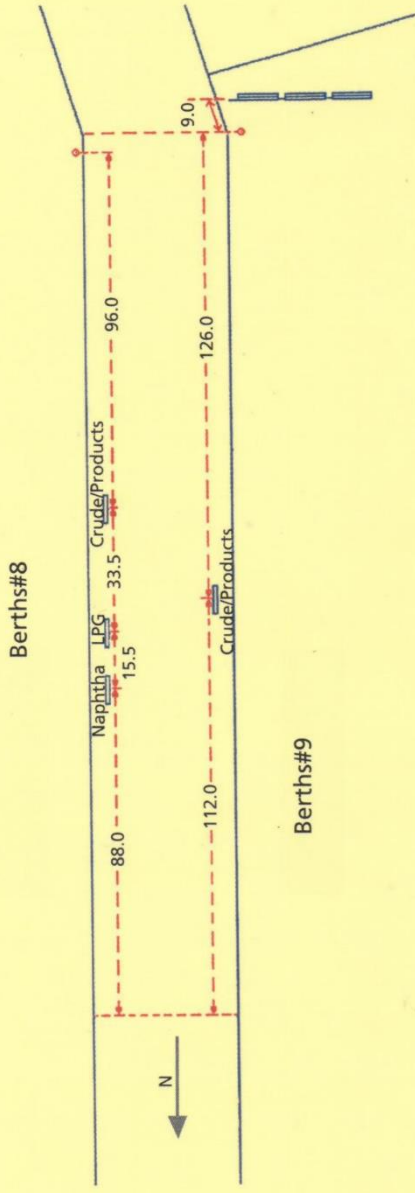 Berths#8
Naphtha
LPG
Crude/Products
88.0
15.5
33.5
96.0
9.0
N
112.0
126.0
Crude/Products
Berths#9